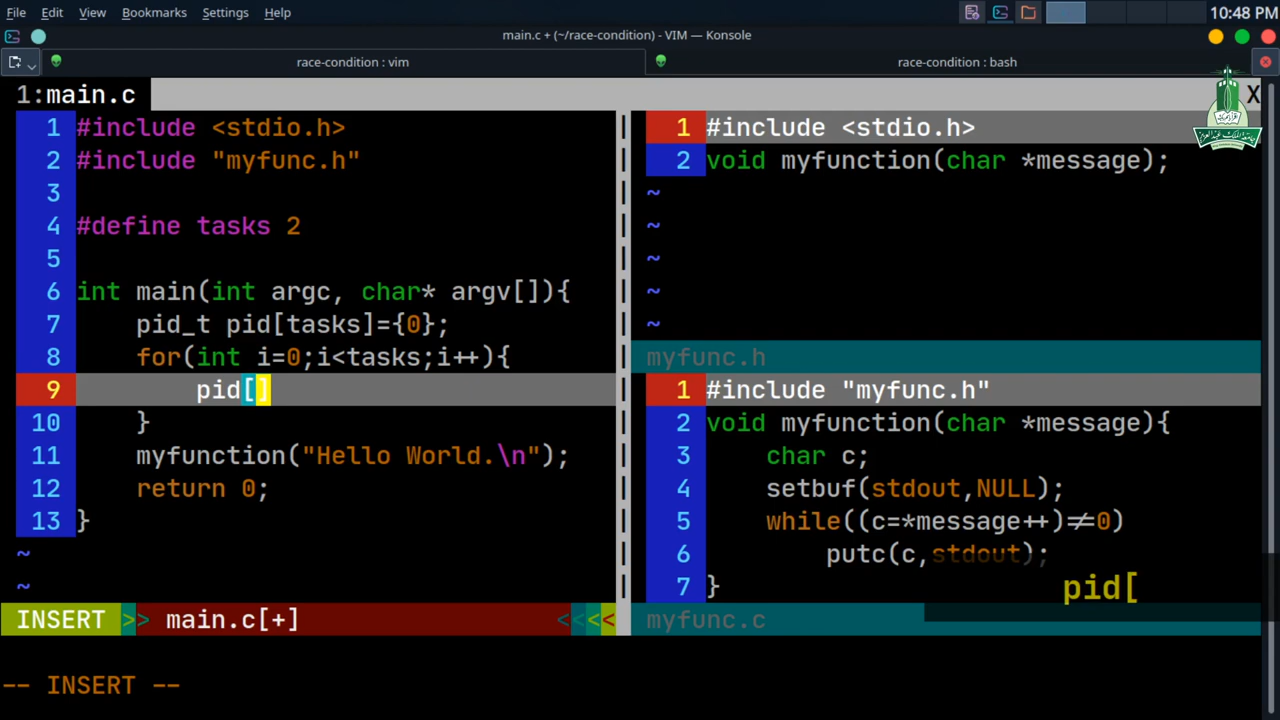 File Edit View Bookmarks Settings Help
10:48 PM
main.c + (~/race-condition) - VIM — Konsole
race-condition : vim
race-condition : bash
1:main.c
X
1 #include <stdio.h>
2 #include "myfunc.h"
3
4 #define tasks 2
5
6 int main(int argc, char* argv[]){
7 pid_t pid[tasks]={0};
8 for(int i=0;i<tasks;i++){
9 pid[]
10 }
11 myfunction("Hello World.\n");
12 return 0;
13 }
~
~
INSERT >> main.c[+] <<<<
-- INSERT --
1 #include <stdio.h>
2 void myfunction(char *message);
~
~
~
~
~
myfunc.h
1 #include "myfunc.h"
2 void myfunction(char *message){
3 char c;
4 setbuf(stdout,NULL);
5 while((c=*message++)!=0)
6 putc(c,stdout);
7 }
myfunc.c
pid[